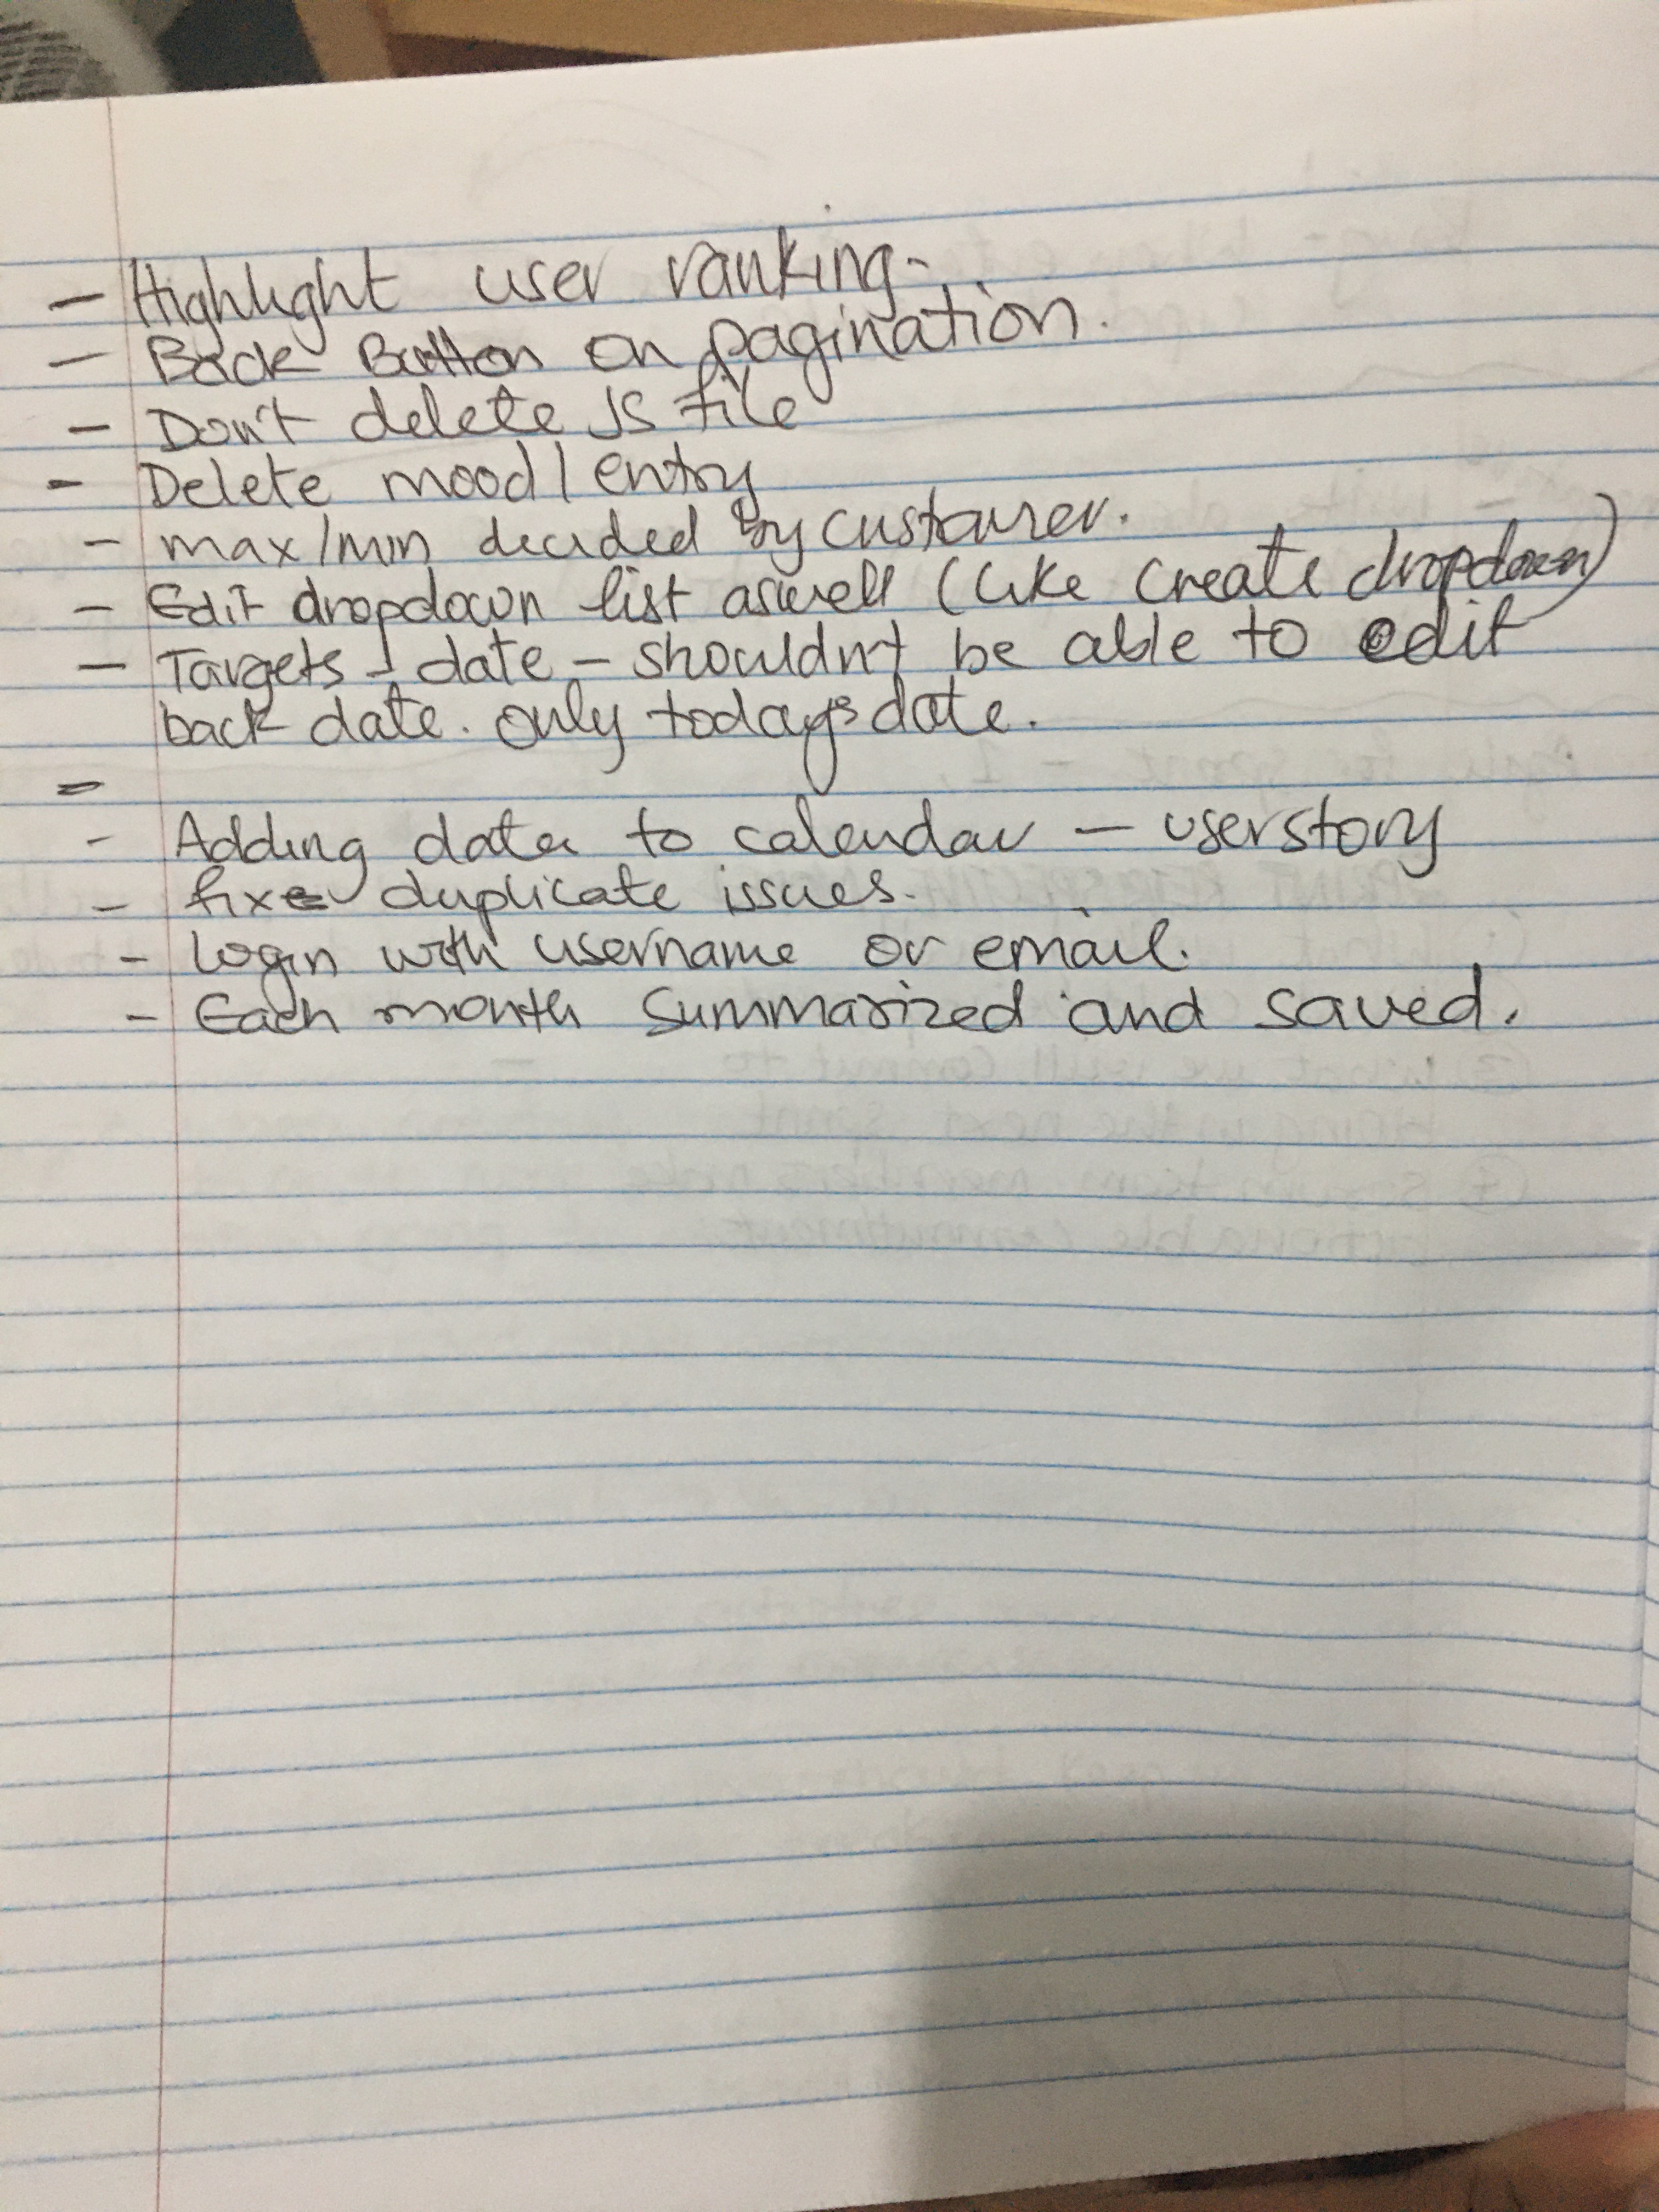 - Highlight user ranking.
- Back Button on pagination.
- Don't delete JS file
- Delete mood/entry
- max/min decided by customer.
- Edit dropdown list aswell (like create dropdown)
- Targets - date - shouldn't be able to edit
back date. only todays date.
-
- Adding data to calendar - userstory
- fix duplicate issues.
- login with username or email.
- Each month summarized and saved.